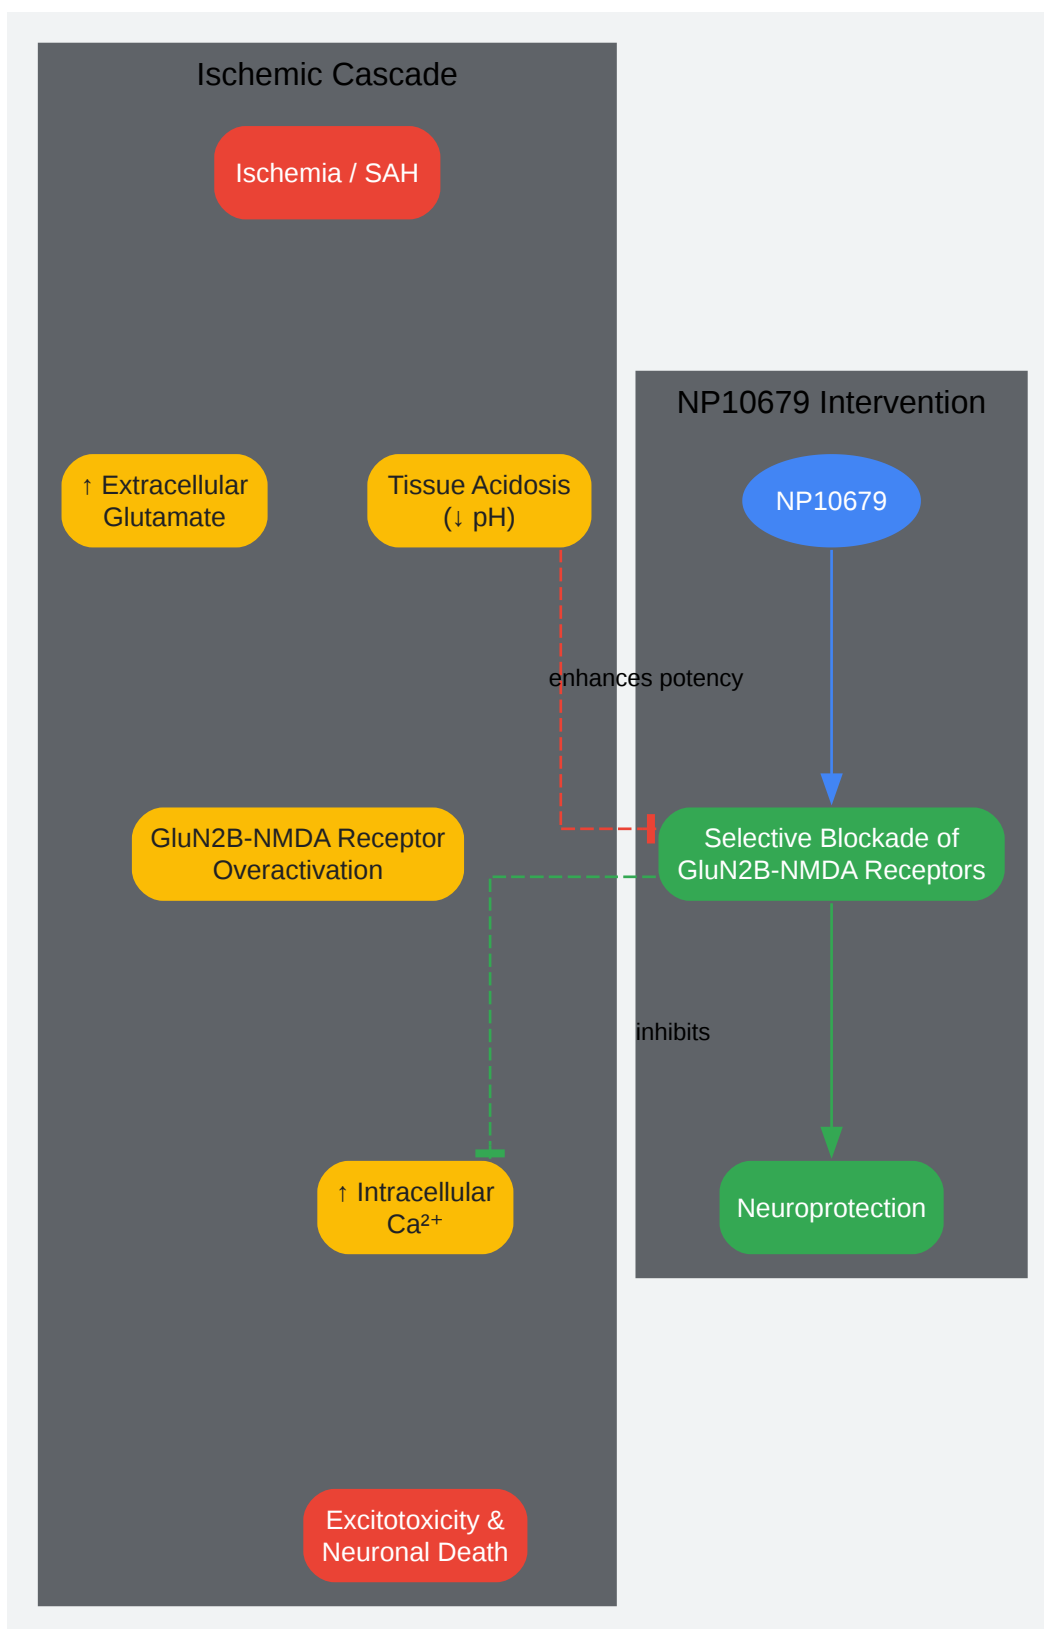 Ischemic Cascade
Ischemia / SAH
NP10679 Intervention
↑ Extracellular
Glutamate
Tissue Acidosis
(↓ pH)
NP10679
enhances potency
GluN2B-NMDA Receptor
Overactivation
Selective Blockade of
GluN2B-NMDA Receptors
inhibits
↑ Intracellular
Ca²⁺
Neuroprotection
Excitotoxicity &
Neuronal Death